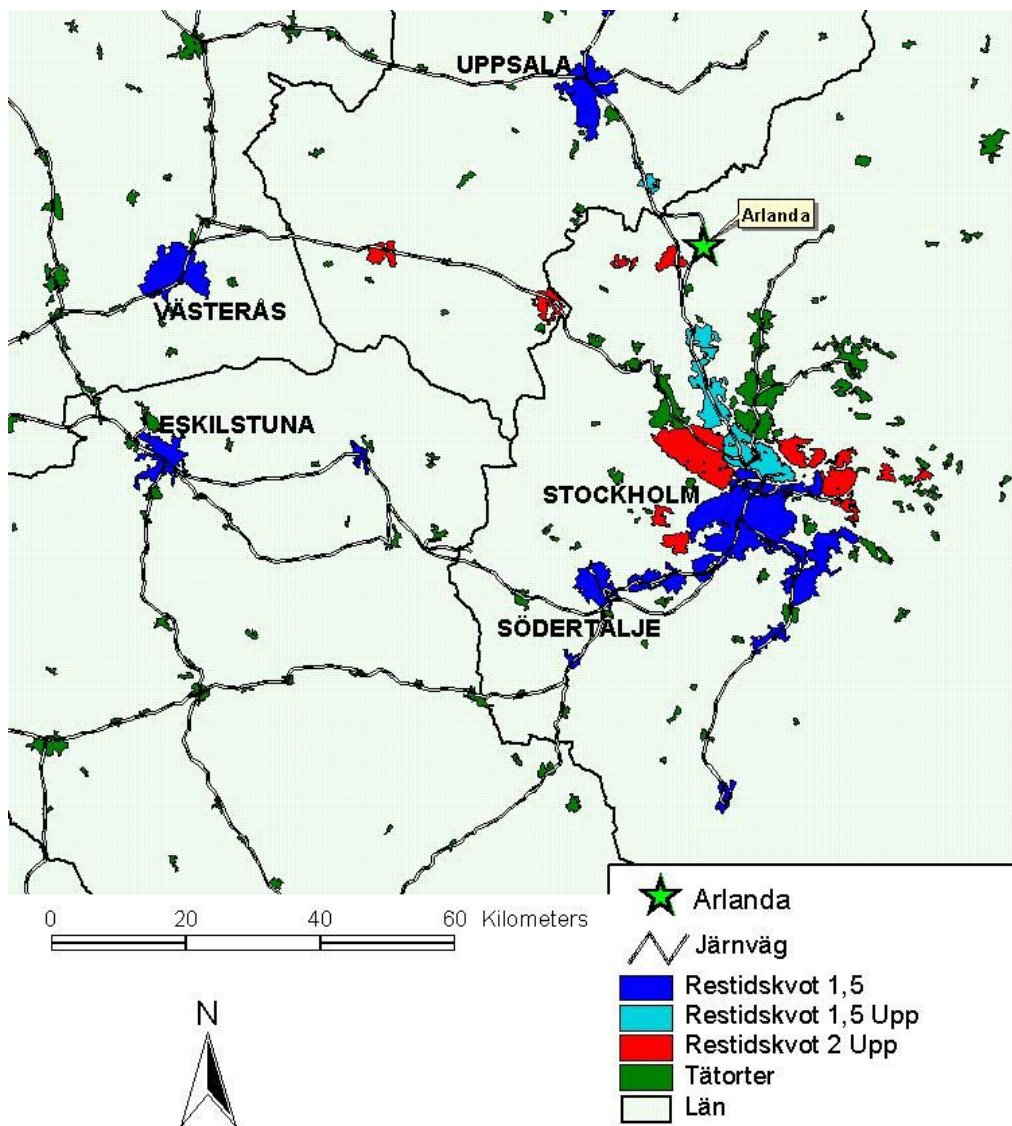 UPPSALA
Arlanda
VÄSTERÅS
ESKILSTUNA
STOCKHOLM
SÖDERTÄLJE
0 20 40 60 Kilometers
N
Arlanda
Järnväg
Restidskvot 1,5
Restidskvot 1,5 Upp
Restidskvot 2 Upp
Tätorter
Län